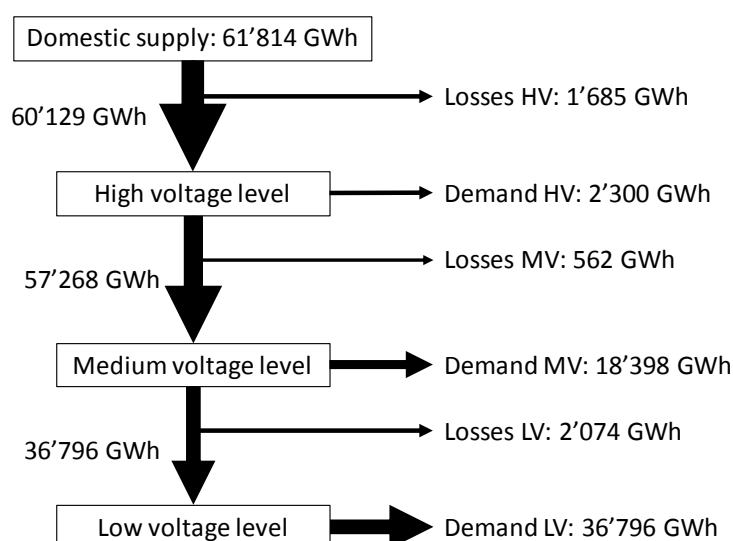 Domestic supply: 61’814 GWh
Losses HV: 1’685 GWh
60’129 GWh
High voltage level
Demand HV: 2’300 GWh
Losses MV: 562 GWh
57’268 GWh
Medium voltage level
Demand MV: 18’398 GWh
Losses LV: 2’074 GWh
36’796 GWh
Low voltage level
Demand LV: 36’796 GWh